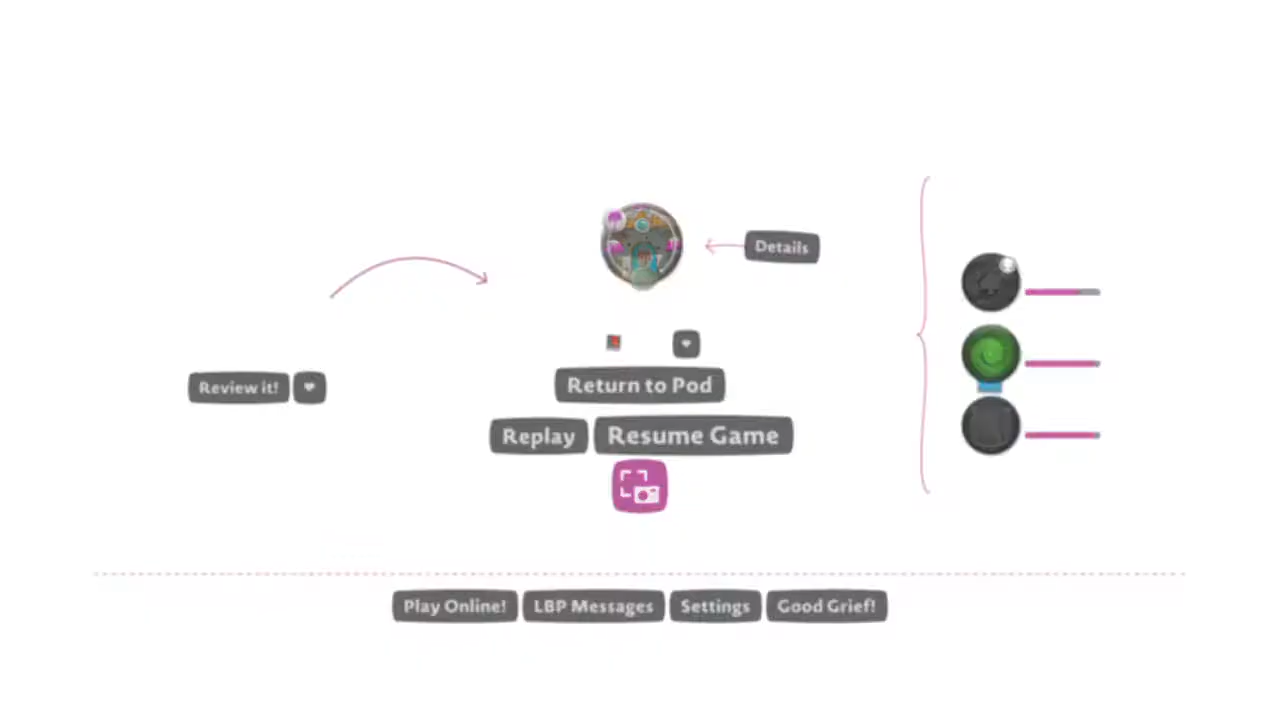 Details
Return to Pod
Review it!
Replay Resume Game
Play Online! LBP Messages Settings Good Grief!